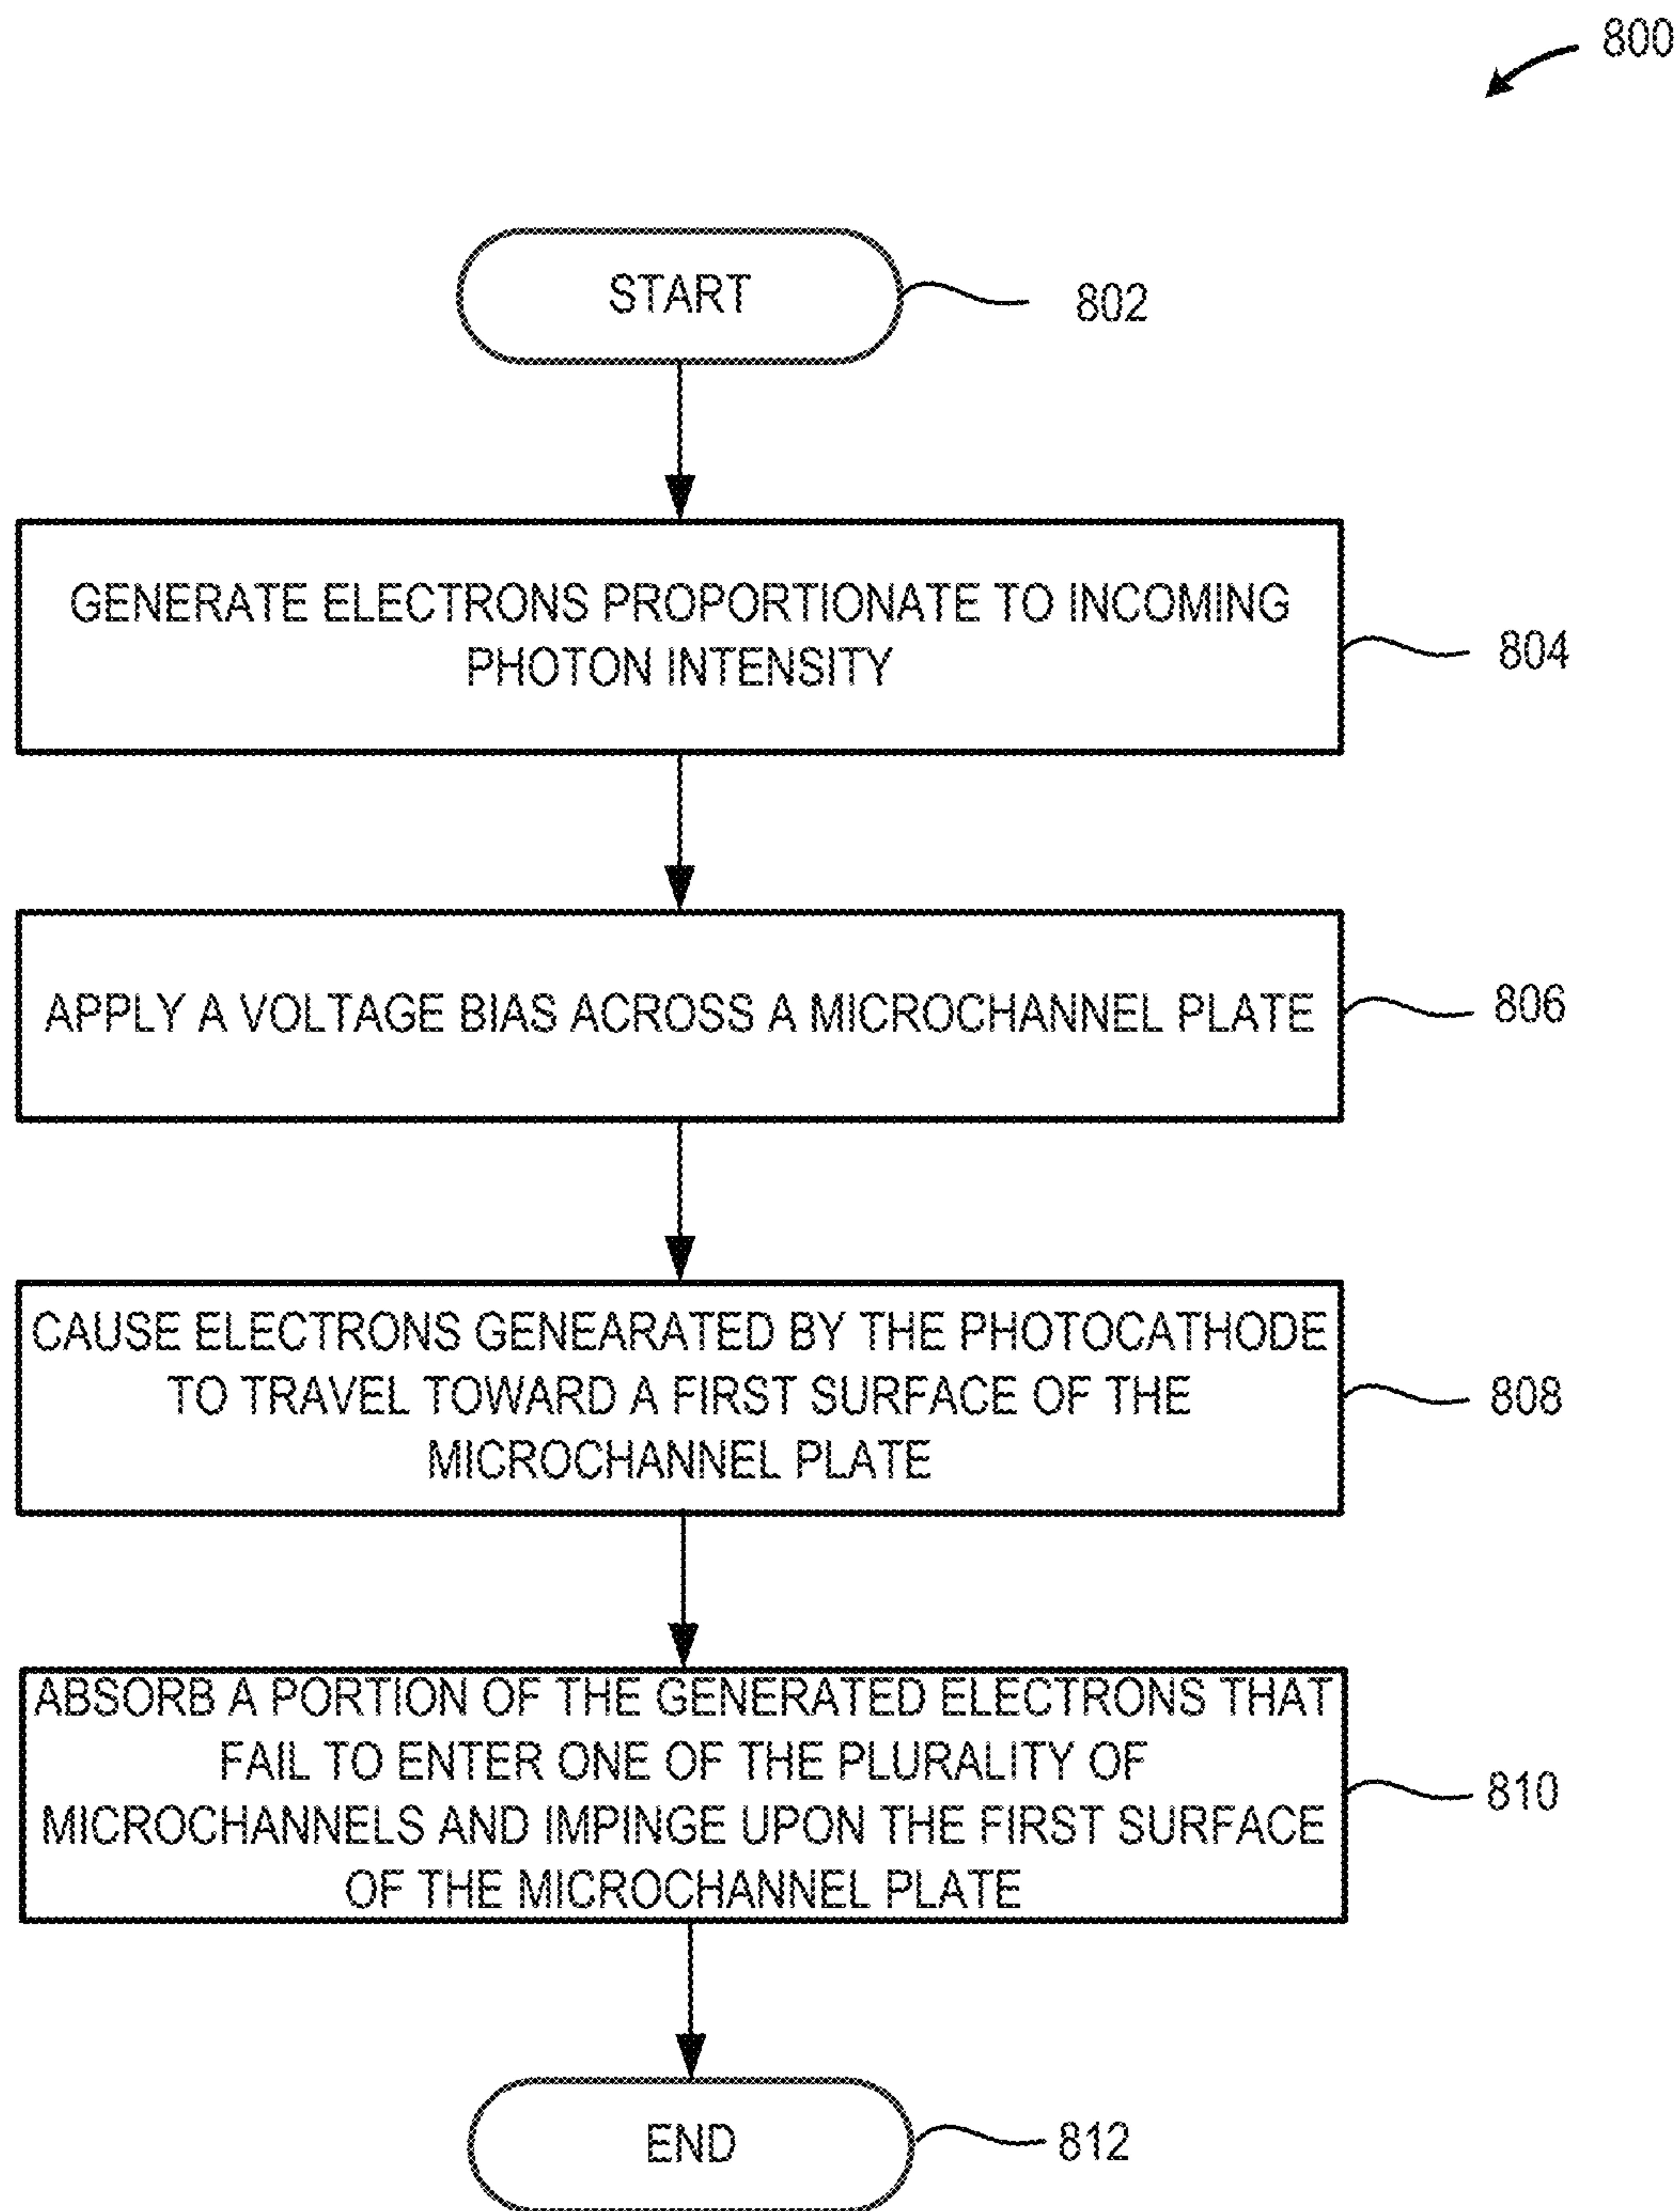 800
START
802
GENERATE ELECTRONS PROPORTIONATE TO INCOMING
PHOTON INTENSITY
804
APPLY A VOLTAGE BIAS ACROSS A MICROCHANNEL PLATE
806
CAUSE ELECTRONS GENEARATED BY THE PHOTOCATHODE
TO TRAVEL TOWARD A FIRST SURFACE OF THE
MICROCHANNEL PLATE
808
ABSORB A PORTION OF THE GENERATED ELECTRONS THAT
FAIL TO ENTER ONE OF THE PLURALITY OF
MICROCHANNELS AND IMPINGE UPON THE FIRST SURFACE
OF THE MICROCHANNEL PLATE
810
END
812